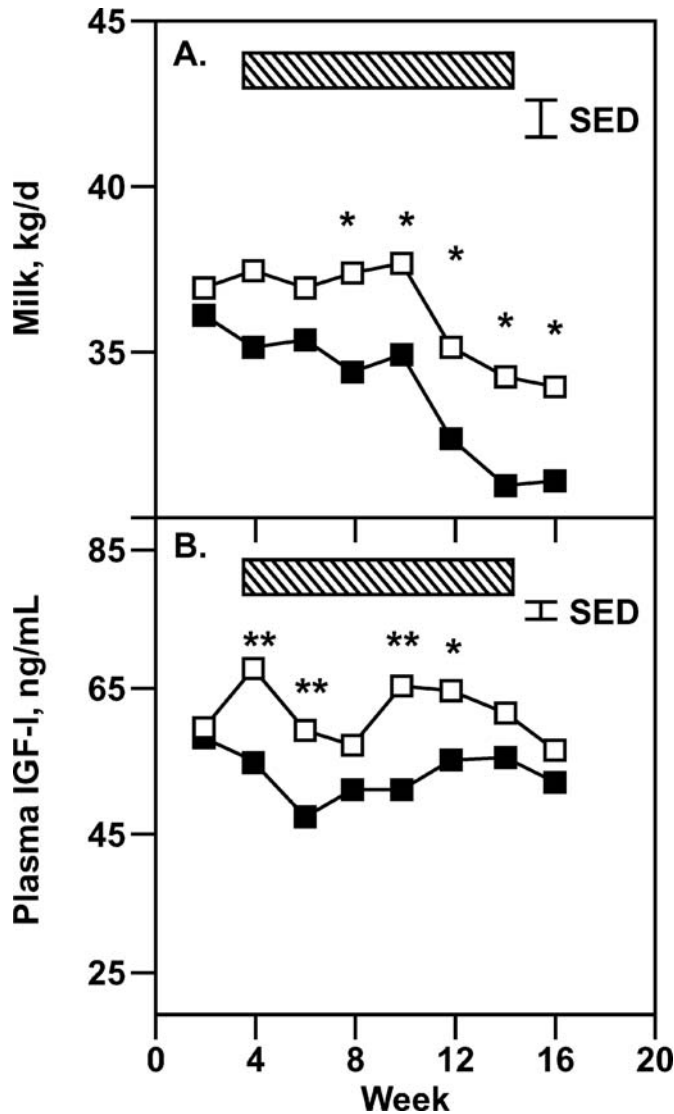 45
A.
SED
40
* * * * *
35
Milk, kg/d
B.
85
SED
** ** ** *
65
45
25
Plasma IGF-I, ng/mL
0 4 8 12 16 20
Week